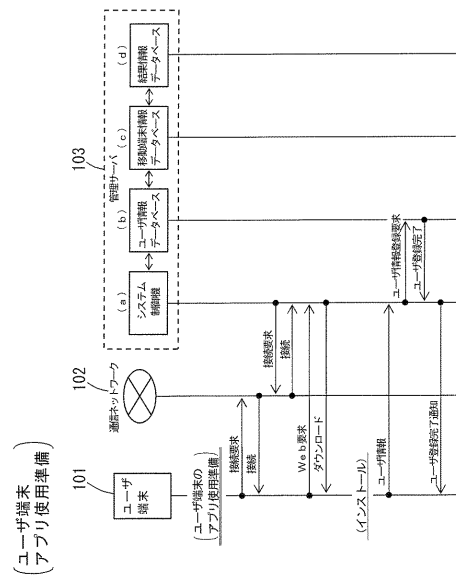 ユーザ端末
アプリ使用準備
101
ユーザ
端末
102
通信ネットワーク
103
管理サーバ
(a)
システム
制御機
(b)
ユーザ情報
データベース
(c)
移動端末情報
データベース
(d)
結果情報
データベース
ユーザ端末の
アプリ使用準備
接続要求
接続
接続要求
接続
Web要求
ダウンロード
(インストール)
ユーザ情報
ユーザ情報登録要求
ユーザ登録完了
ユーザ登録完了通知